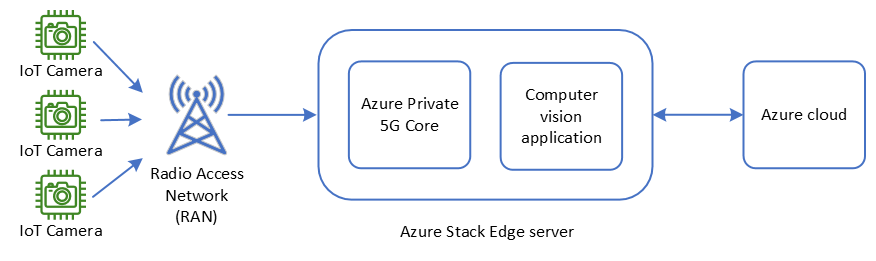 IoT Camera
IoT Camera
IoT Camera
Radio Access
Network
(RAN)
Azure Private
5G Core
Computer
vision
application
Azure Stack Edge server
Azure cloud